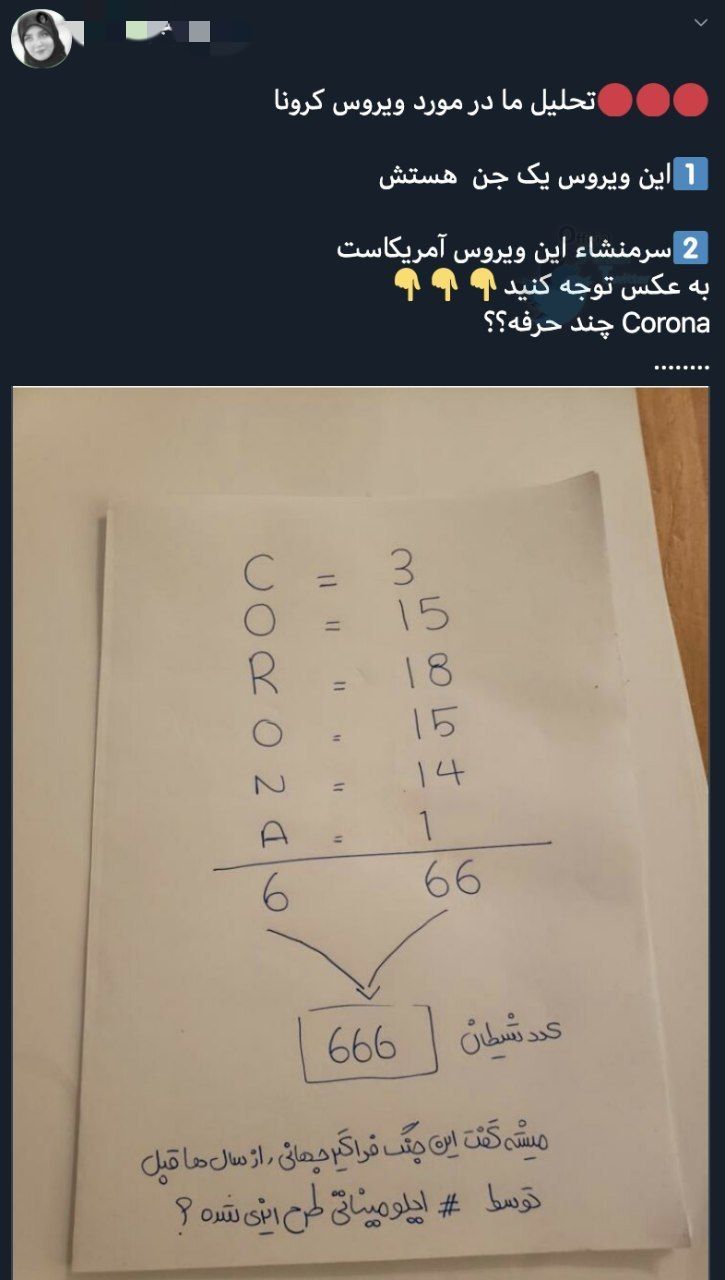 🔴🔴🔴تحلیل ما در مورد ویروس کرونا
1️⃣این ویروس یک جن هستش
2️⃣سرمنشاء این ویروس آمریکاست
به عکس توجه کنید👇👇👇
Corona چند حرفه؟؟
........
C = 3
O = 15
R = 18
O = 15
N = 14
A = 1
6 66
666 عدد شیطان
میشه گفت این جنگ فراگیر جهانی، از سال ها قبل
توسط # ایلومیناتی طرح ریزی شده ؟